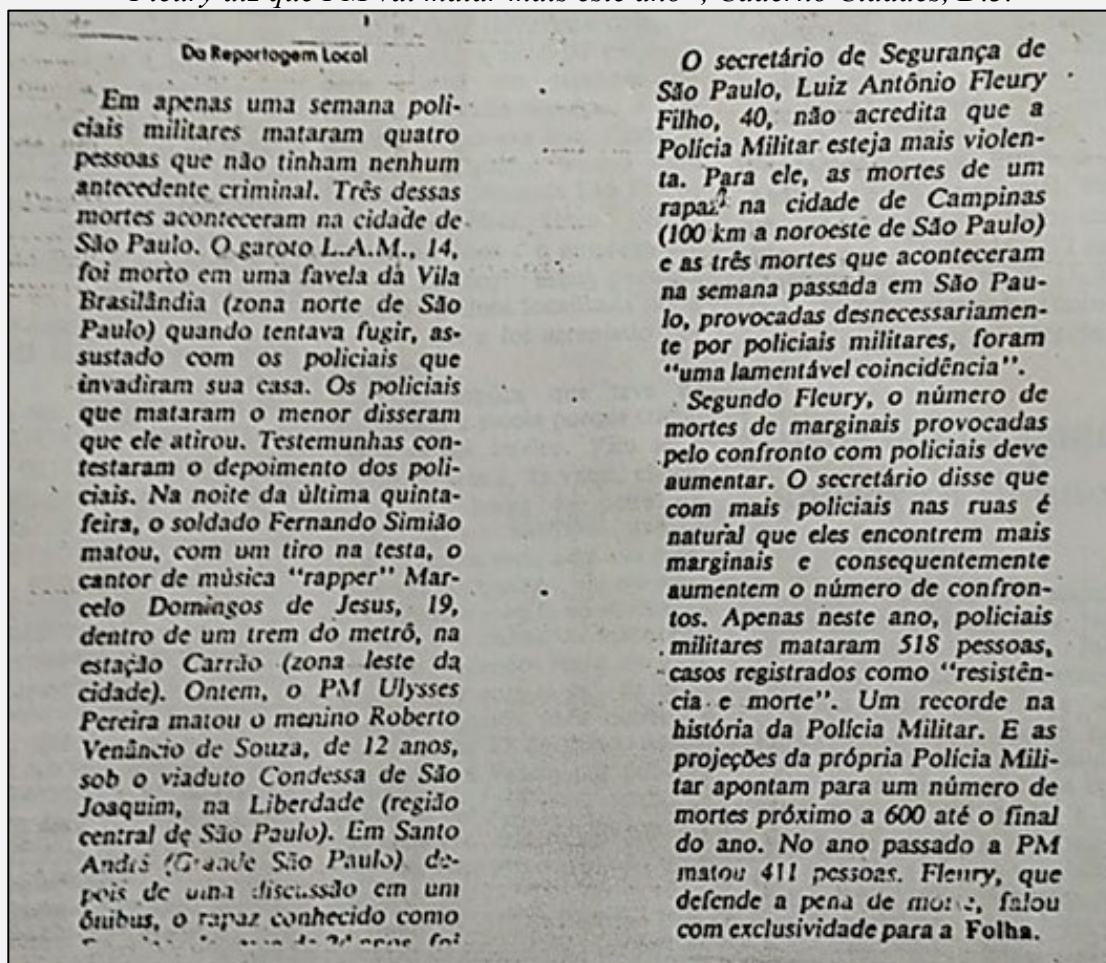 Fleury diz que PM vai matar mais este ano", Caderno Cidades, D.5.
Da Reportagem Local
Em apenas uma semana poli-
ciais militares mataram quatro
pessoas que não tinham nenhum
antecedente criminal. Três dessas
mortes aconteceram na cidade de
São Paulo. O garoto L.A.M., 14,
foi morto em uma favela dà Vila
Brasilândia (zona norte de São
Paulo) quando tentava fugir, as-
sustado com os policiais que
invadiram sua casa. Os policiais
que mataram o menor disseram
que ele atirou. Testemunhas con-
testaram o depoimento dos poli-
ciais. Na noite da última quinta-
feira, o soldado Fernando Simião
matou, com um tiro na testa, o
cantor de música "rapper" Mar-
celo Domingos de Jesus, 19,
dentro de um trem do metrô, na
estação Carrão (zona leste da
cidade). Ontem, o PM Ulysses
Pereira matou o menino Roberto
Venâncio de Souza, de 12 anos,
sob o viaduto Condessa de São
Joaquim, na Liberdade (região
central de São Paulo). Em Santo
André (Grande São Paulo), de-
pois de uma discussão em um
ônibus, o rapaz conhecido como
anos foi
O secretário de Segurança de
São Paulo, Luiz Antônio Fleury
Filho, 40, não acredita que a
Polícia Militar esteja mais violen-
ta. Para ele, as mortes de um
rapaz na cidade de Campinas
(100 km a noroeste de São Paulo)
e as três mortes que aconteceram
na semana passada em São Pau-
lo, provocadas desnecessariamen-
te por policiais militares, foram
"uma lamentável coincidência".
Segundo Fleury, o número de
mortes de marginais provocadas
pelo confronto com policiais deve
aumentar. O secretário disse que
com mais policiais nas ruas é
natural que eles encontrem mais
marginais e consequentemente
aumentem o número de confron-
tos. Apenas neste ano, policiais
militares mataram 518 pessoas,
casos registrados como "resistên-
cia e morte". Um recorde na
história da Polícia Militar. E as
projeções da própria Polícia Mili-
tar apontam para um número de
mortes próximo a 600 até o final
do ano. No ano passado a PM
matou 411 pessoas. Fleury, que
defende a pena de morte, falou
com exclusividade para a Folha.